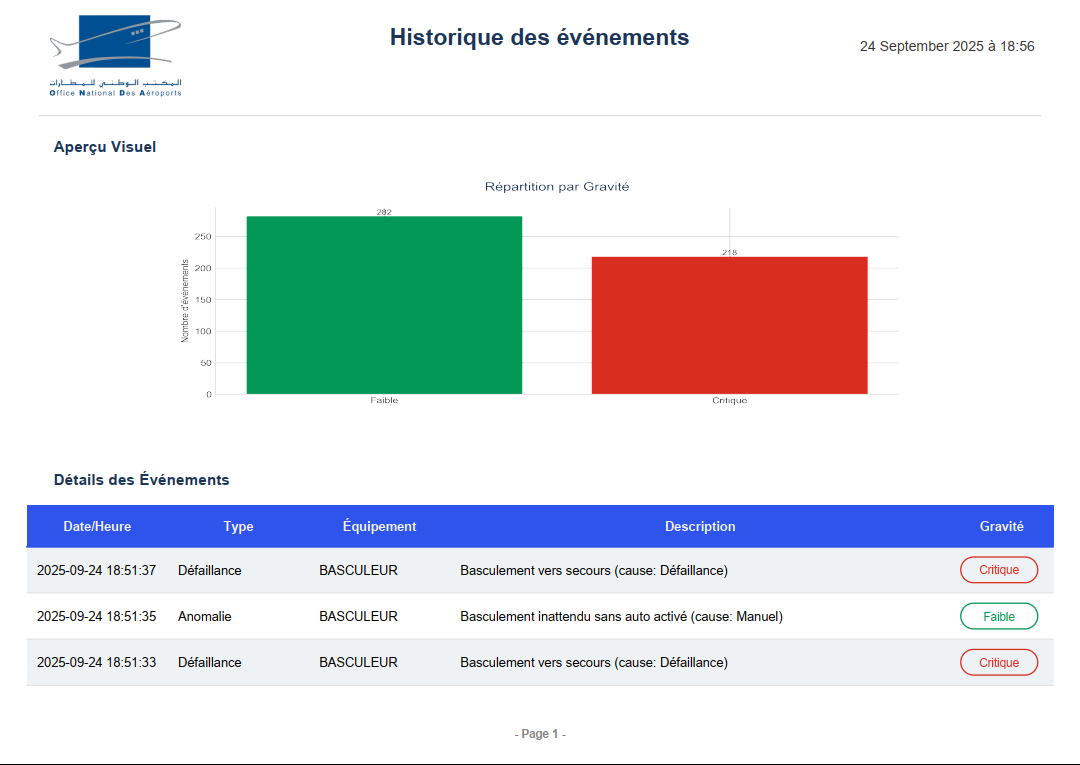 Historique des événements
24 September 2025 à 18:56
المكتب الوطني للمطارات
Office National Des Aéroports
Aperçu Visuel
Répartition par Gravité
282
218
250
200
150
100
50
0
Nombre d'événements
Faible
Critique
Détails des Événements
Date/Heure Type Équipement Description Gravité
2025-09-24 18:51:37 Défaillance BASCULEUR Basculement vers secours (cause: Défaillance) Critique
2025-09-24 18:51:35 Anomalie BASCULEUR Basculement inattendu sans auto activé (cause: Manuel) Faible
2025-09-24 18:51:33 Défaillance BASCULEUR Basculement vers secours (cause: Défaillance) Critique
- Page 1 -